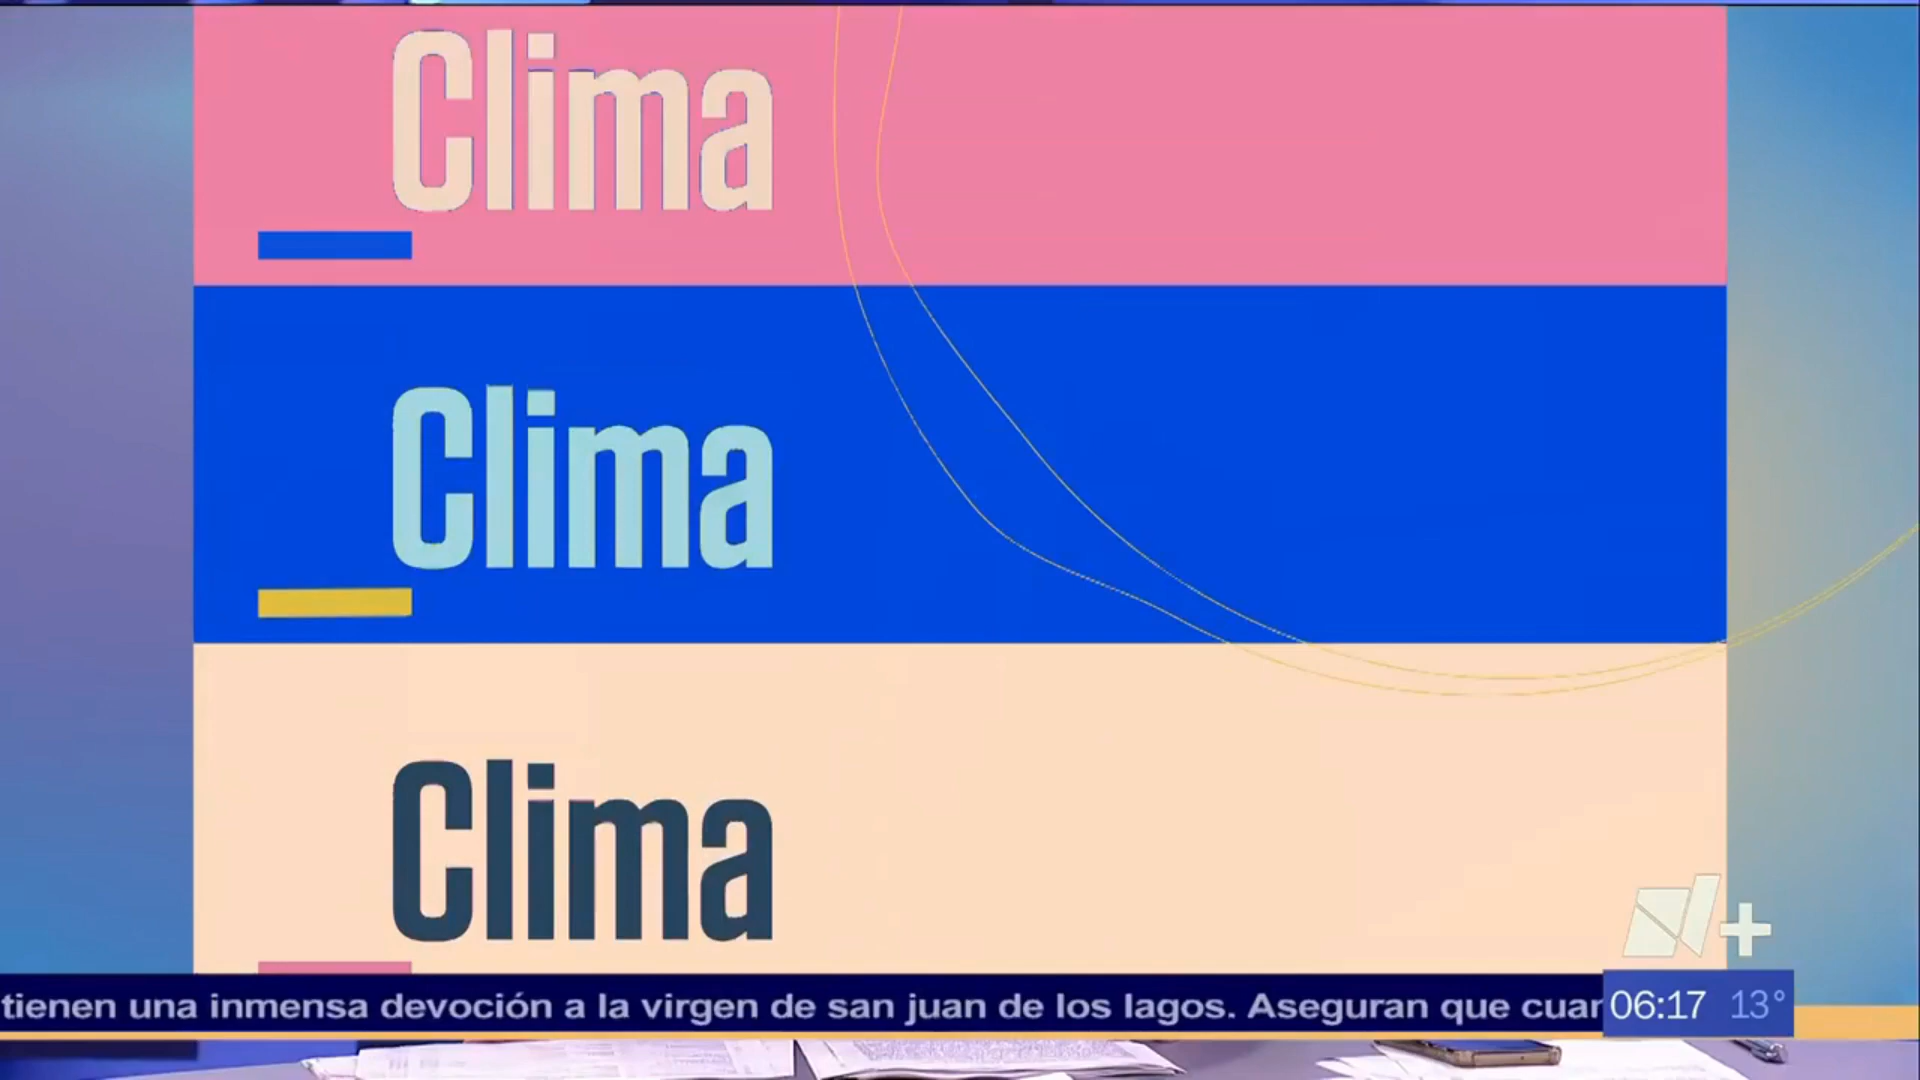 Clima
Clima
Clima
N+
tienen una inmensa devoción a la virgen de san juan de los lagos. Aseguran que cuar
06:17 13°